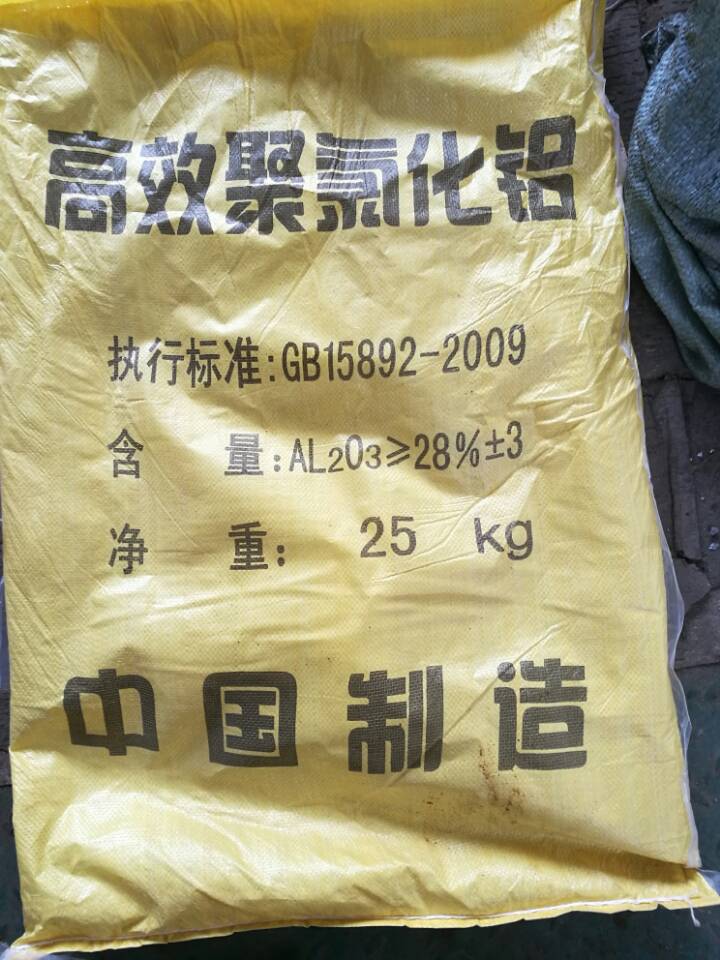 高效聚氯化铝
执行标准:GB15892-2009
含 量:AL₂O₃≥28%±3
净 重: 25 kg
中国制造